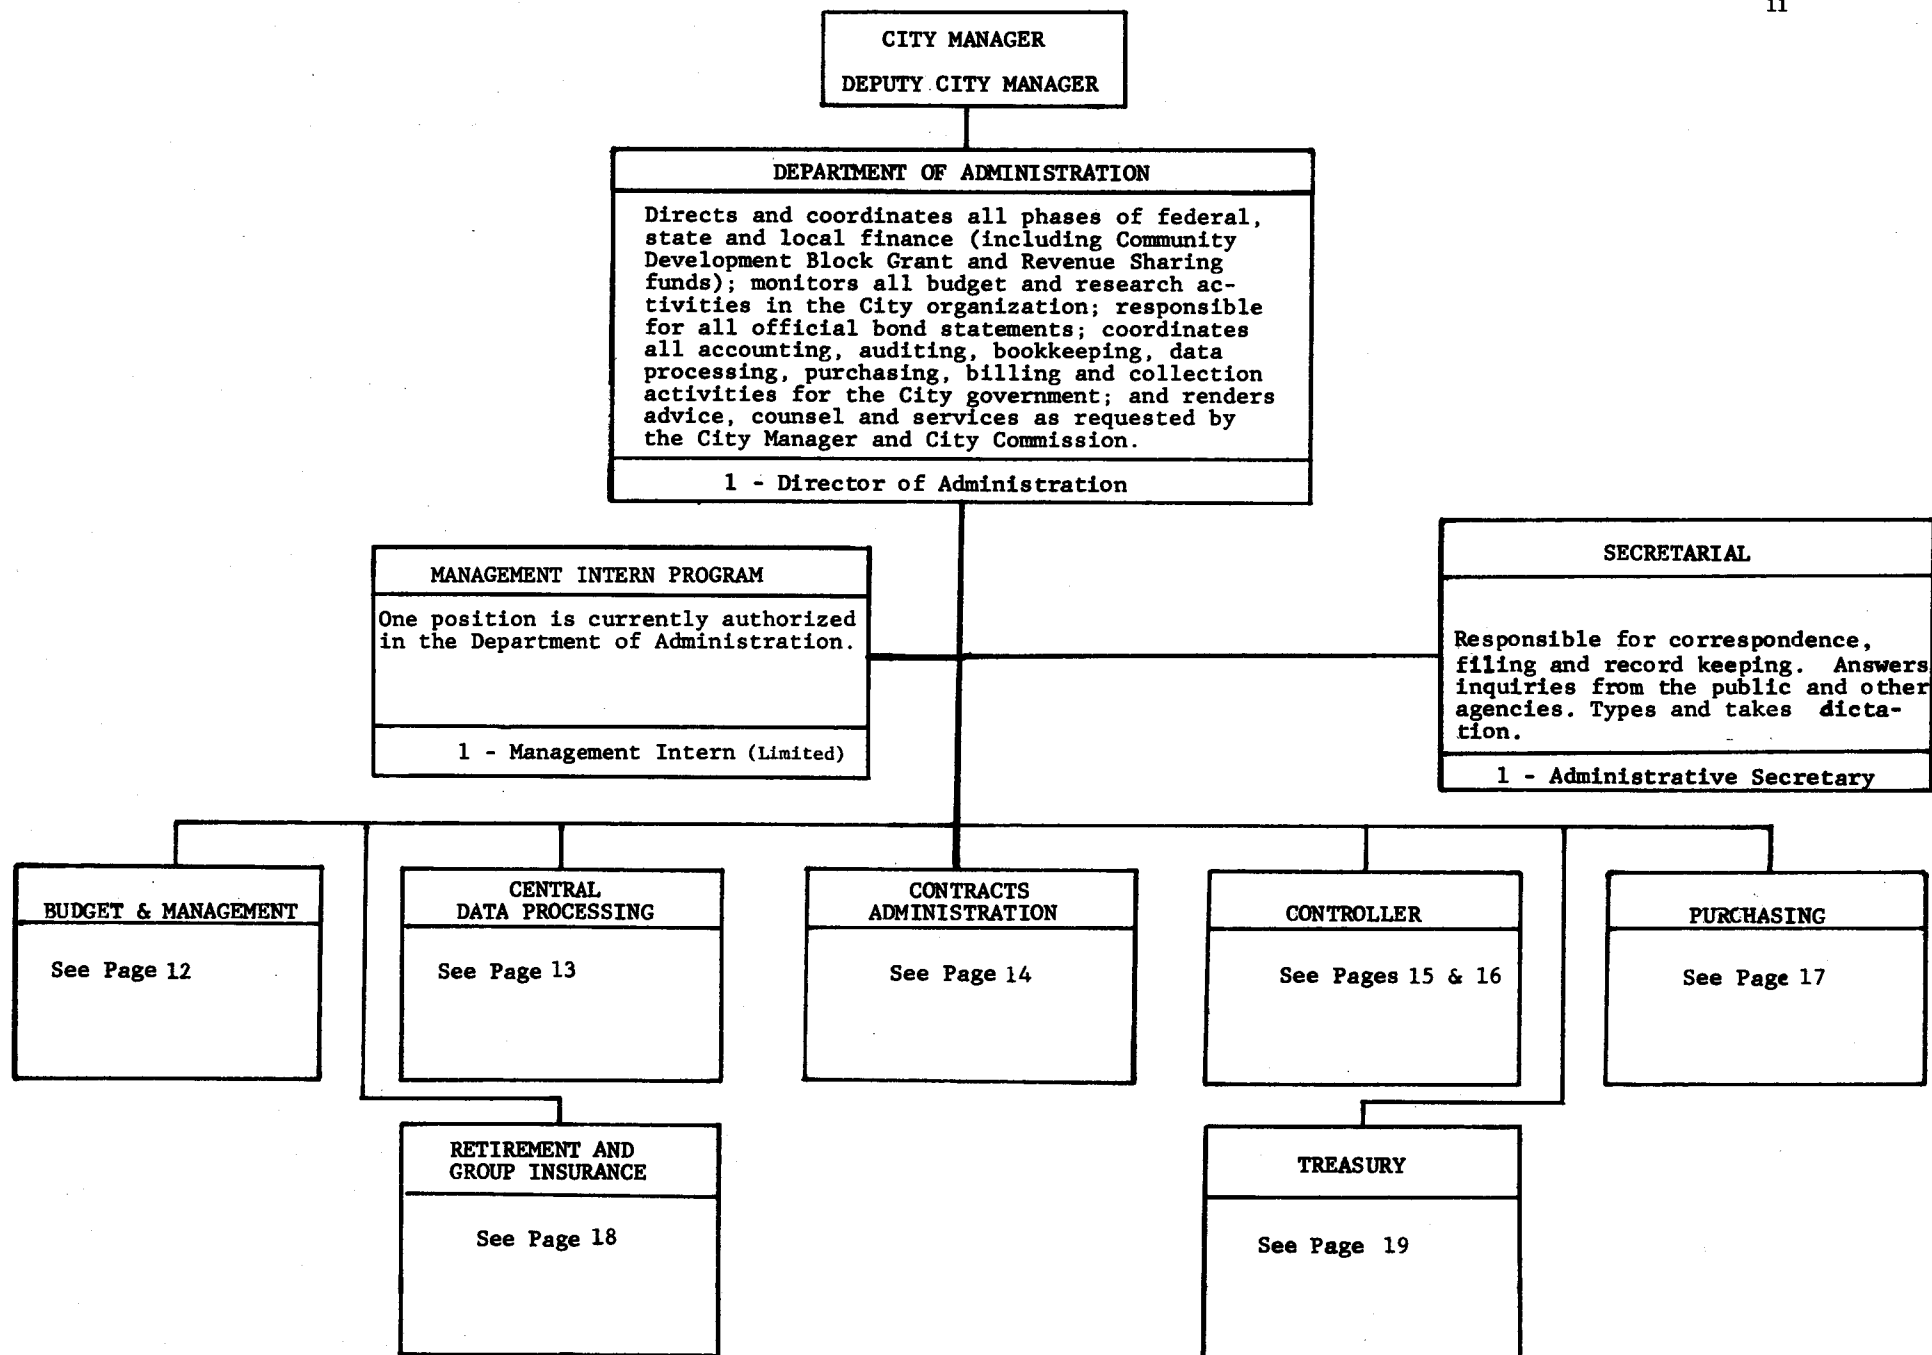 11
CITY MANAGER
DEPUTY CITY MANAGER
DEPARTMENT OF ADMINISTRATION
Directs and coordinates all phases of federal,
state and local finance (including Community
Development Block Grant and Revenue Sharing
funds); monitors all budget and research ac-
tivities in the City organization; responsible
for all official bond statements; coordinates
all accounting, auditing, bookkeeping, data
processing, purchasing, billing and collection
activities for the City government; and renders
advice, counsel and services as requested by
the City Manager and City Commission.
1 - Director of Administration
MANAGEMENT INTERN PROGRAM
One position is currently authorized
in the Department of Administration.
1 - Management Intern (Limited)
SECRETARIAL
Responsible for correspondence,
filing and record keeping. Answers
inquiries from the public and other
agencies. Types and takes dicta-
tion.
1 - Administrative Secretary
BUDGET & MANAGEMENT
See Page 12
CENTRAL
DATA PROCESSING
See Page 13
CONTRACTS
ADMINISTRATION
See Page 14
CONTROLLER
See Pages 15 & 16
PURCHASING
See Page 17
RETIREMENT AND
GROUP INSURANCE
See Page 18
TREASURY
See Page 19